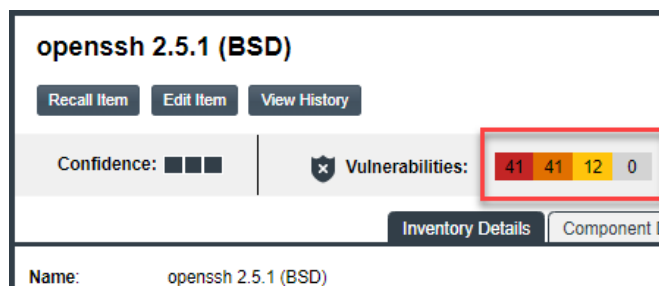 openssh 2.5.1 (BSD)
Recall Item Edit Item View History
Confidence: Vulnerabilities: 41 41 12 0
Inventory Details Component
Name: openssh 2.5.1 (BSD)